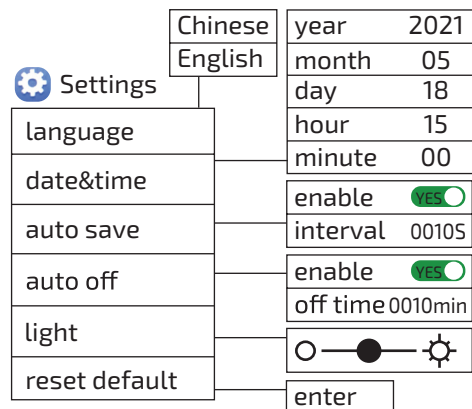 Chinese
English
year 2021
month 05
day 18
hour 15
minute 00
Settings
language
date&time
auto save
auto off
light
reset default
enable YES
interval 0010S
enable YES
off time 0010min
enter